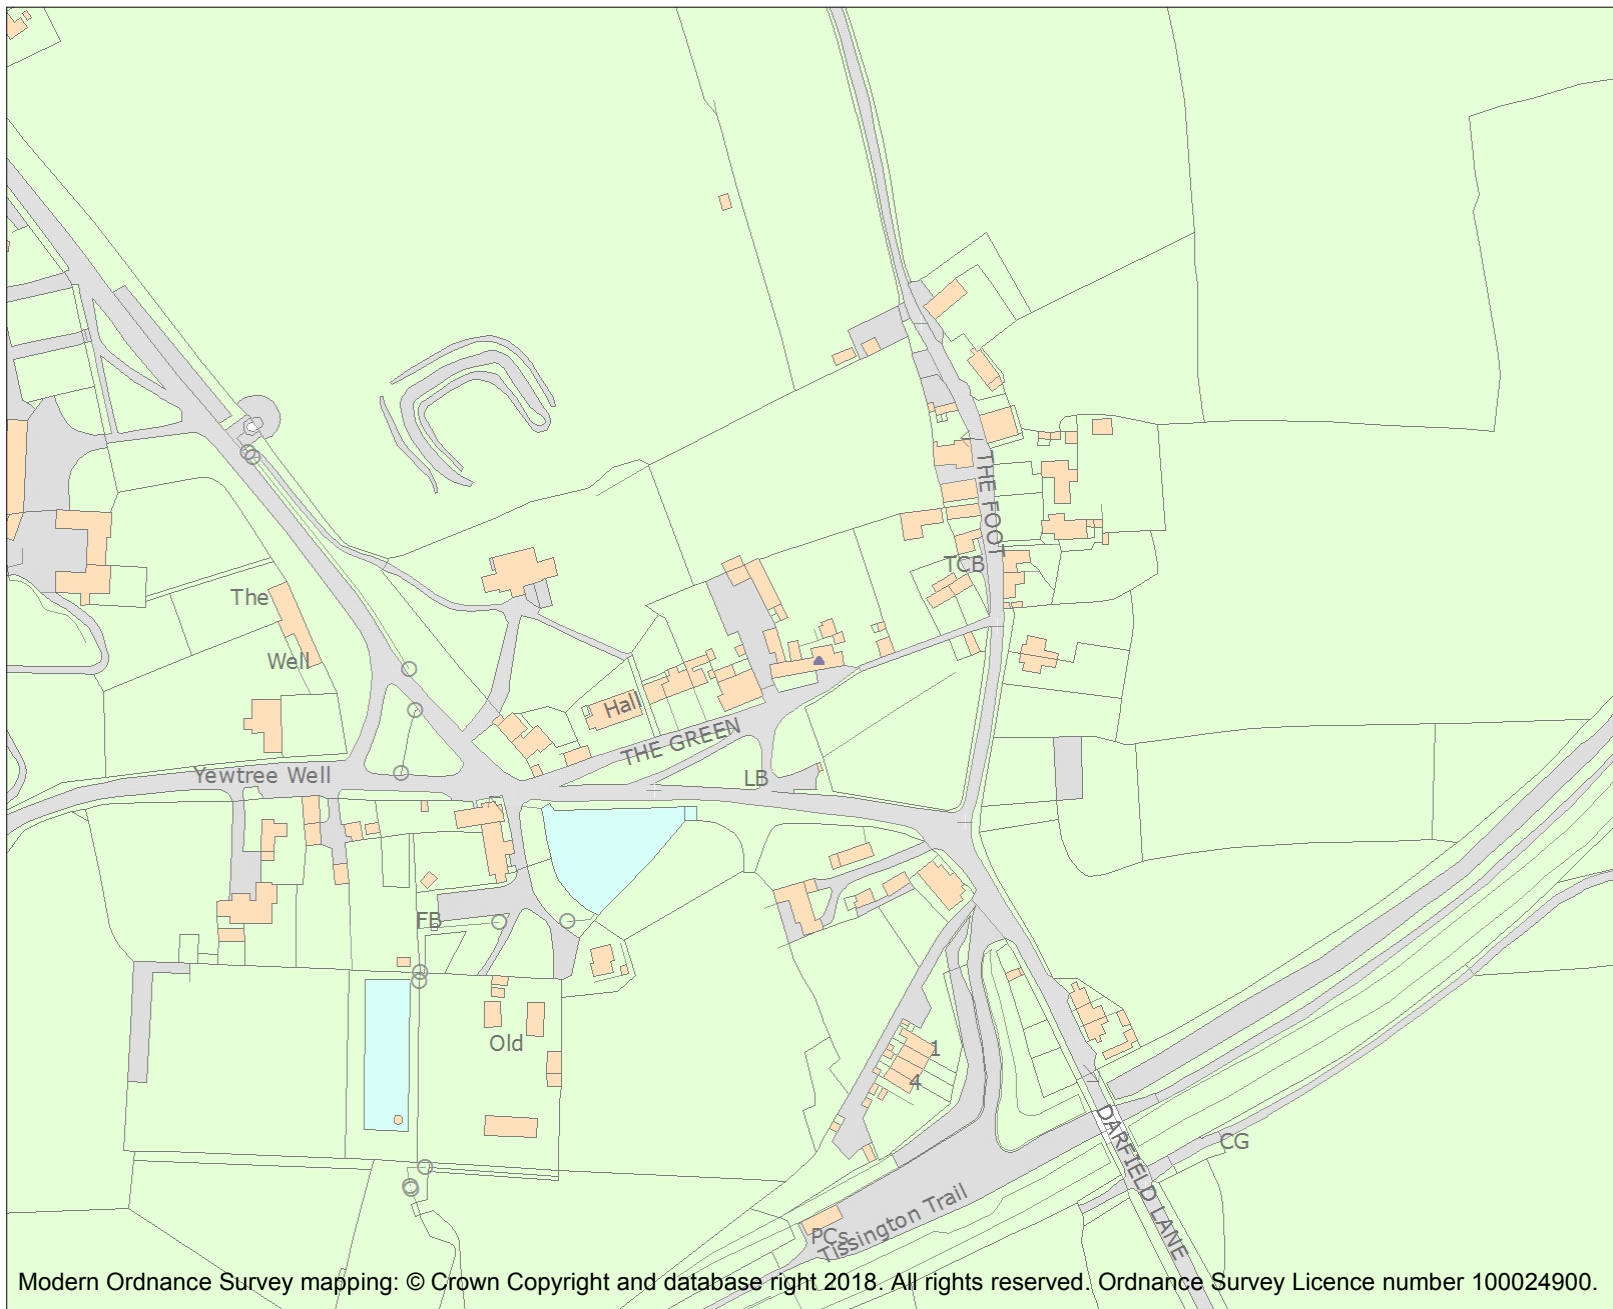 THE FOOT
TCB
The
Well
Hall
THE GREEN
Yewtree Well
LB
FB
Old
1
4
DARFIELD LANE
CG
Tissington Trail
PCs
Modern Ordnance Survey mapping: © Crown Copyright and database right 2018. All rights reserved. Ordnance Survey Licence number 100024900.